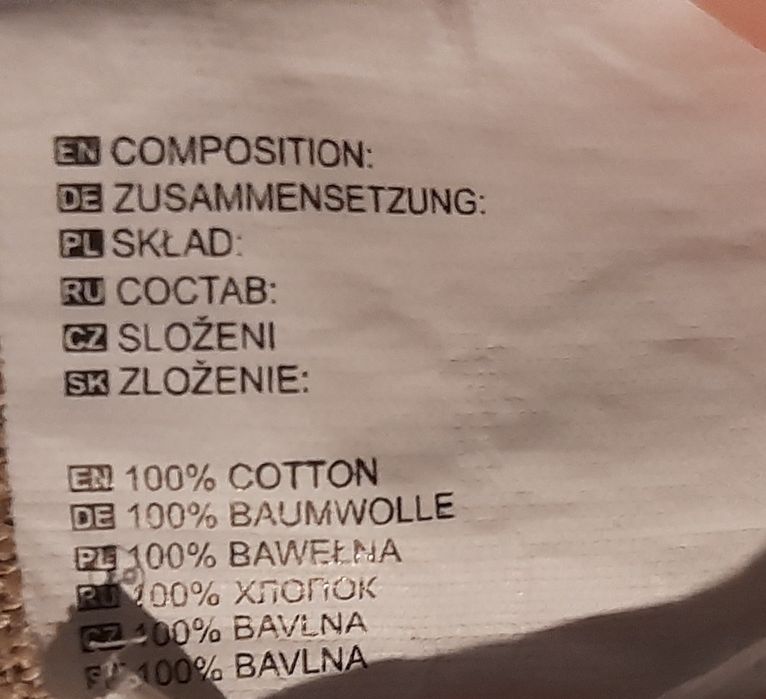 EN COMPOSITION:
DE ZUSAMMENSETZUNG:
PL SKŁAD:
RU СОСТАВ:
CZ SLOŽENI
SK ZLOŽENIE:
EN 100% COTTON
DE 100% BAUMWOLLE
PL 100% BAWEŁNA
RU 100% ХЛОПОК
CZ 100% BAVLNA
100% BAVLNA